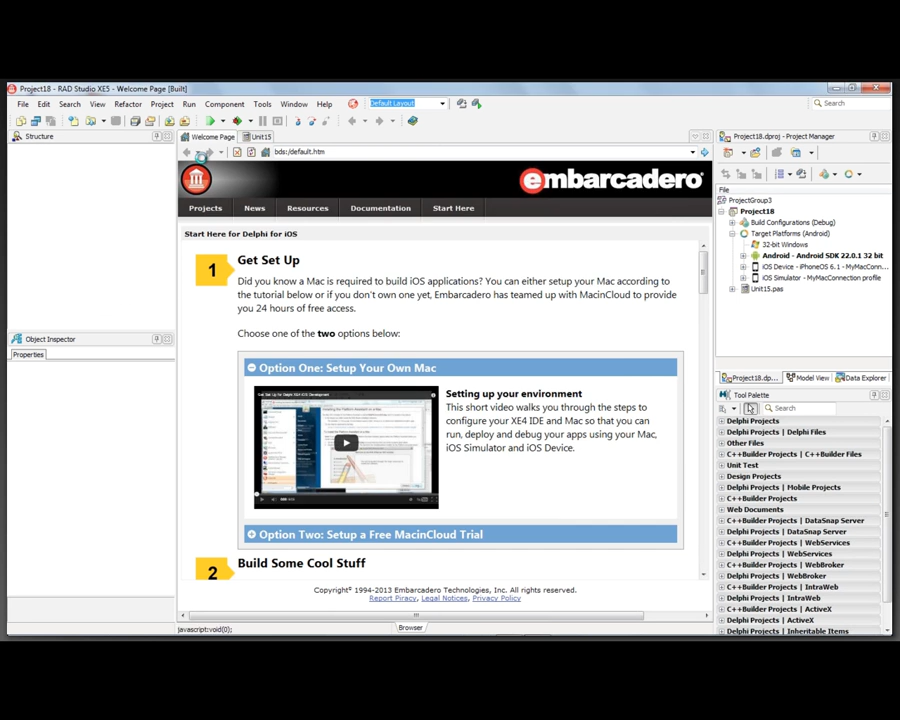 Project18 - RAD Studio XE5 - Welcome Page [Built]
File Edit Search View Refactor Project Run Component Tools Window Help Default Layout Search
Structure
Welcome Page Unit15
bds:/default.htm
embarcadero
Projects News Resources Documentation Start Here
Start Here for Delphi for iOS
1 Get Set Up
Did you know a Mac is required to build iOS applications? You can either setup your Mac according
to the tutorial below or if you don't own one yet, Embarcadero has teamed up with MacinCloud to provide
you 24 hours of free access.
Choose one of the two options below:
Option One: Setup Your Own Mac
Setting up your environment
This short video walks you through the steps to
configure your XE4 IDE and Mac so that you can
run, deploy and debug your apps using your Mac,
iOS Simulator and iOS Device.
Option Two: Setup a Free MacinCloud Trial
2 Build Some Cool Stuff
Copyright© 1994-2013 Embarcadero Technologies, Inc. All rights reserved.
Report Piracy, Legal Notices, Privacy Policy
javascript:void(0);
Browser
Object Inspector
Properties
Project18.dproj - Project Manager
File
ProjectGroup3
Project18
Build Configurations (Debug)
Target Platforms (Android)
32-bit Windows
Android - Android SDK 22.0.1 32 bit
iOS Device - iPhoneOS 6.1 - MyMacConn...
iOS Simulator - MyMacConnection profile
Unit15.pas
Project18.dp... Model View Data Explorer
Tool Palette
Search
Delphi Projects
Delphi Projects | Delphi Files
Other Files
C++Builder Projects | C++Builder Files
Unit Test
Design Projects
Delphi Projects | Mobile Projects
C++Builder Projects
Web Documents
C++Builder Projects | DataSnap Server
Delphi Projects | DataSnap Server
C++Builder Projects | WebServices
Delphi Projects | WebServices
C++Builder Projects | WebBroker
Delphi Projects | WebBroker
C++Builder Projects | IntraWeb
Delphi Projects | IntraWeb
C++Builder Projects | ActiveX
Delphi Projects | ActiveX
Delphi Projects | Inheritable Items